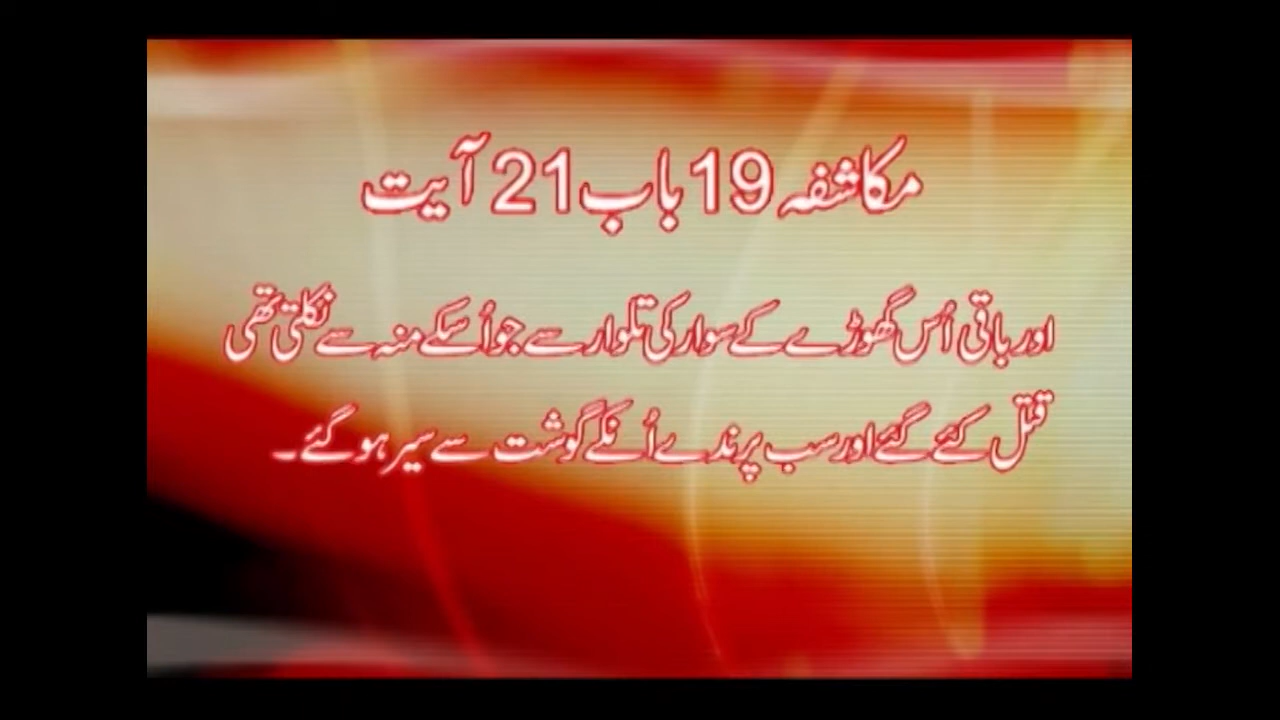 مکاشفہ 19 باب 21 آیت
اور باقی اُس گھوڑے کے سوار کی تلوار سے جو اُسکے منہ سے نکلتی تھی
قتل کئے گئے اور سب پرندے اُنکے گوشت سے سیر ہو گئے۔